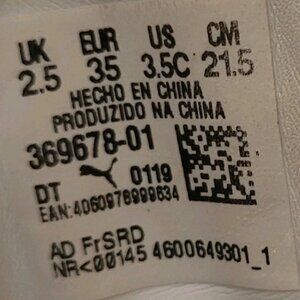 UK EUR US CM
2.5 35 3.5C 21.5
HECHO EN CHINA
PRODUZIDO NA CHINA
369678-01
DT 0119
EAN:4060978999634
AD FrSRD
NR<00145 4600649301_1